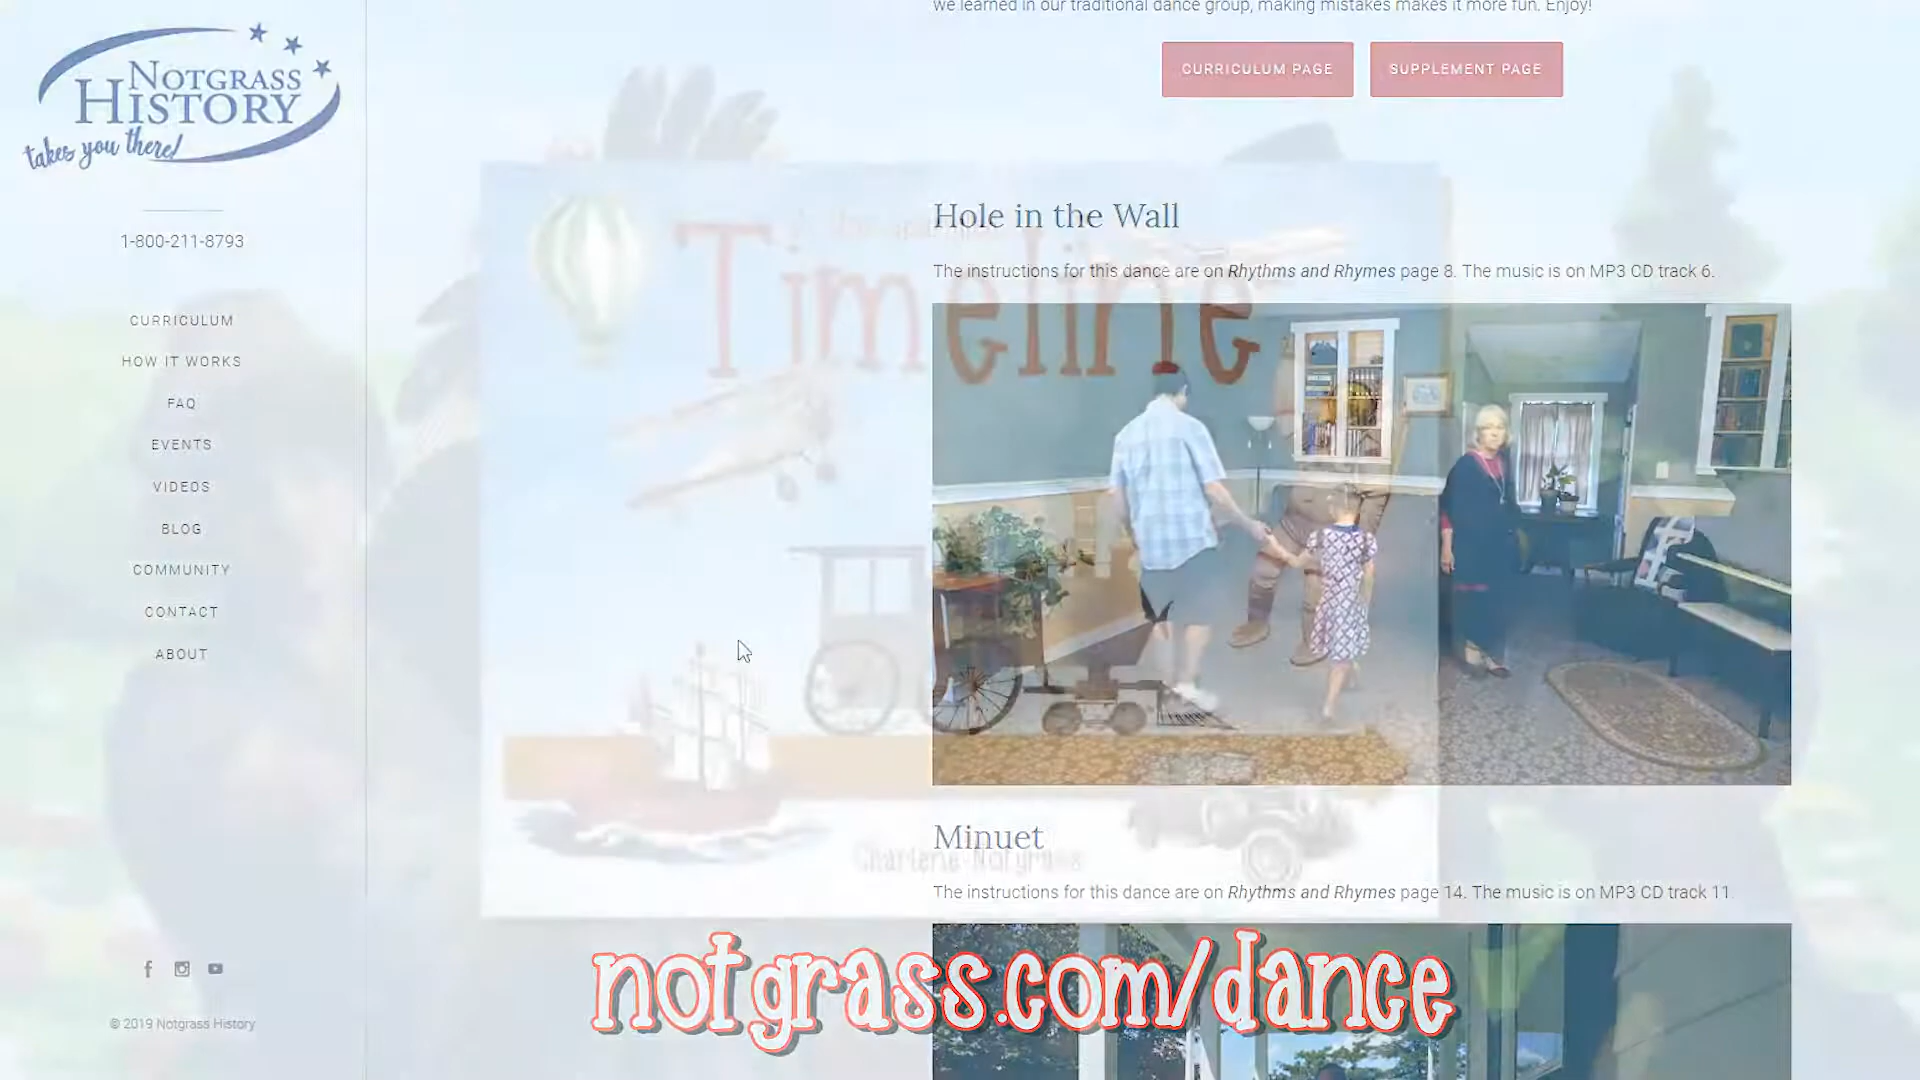 NOTGRASS
HISTORY
takes you there!
1-800-211-8793
CURRICULUM
HOW IT WORKS
FAQ
EVENTS
VIDEOS
BLOG
COMMUNITY
CONTACT
ABOUT
© 2019 Notgrass History
we learned in our traditional dance group, making mistakes makes it more fun. Enjoy!
CURRICULUM PAGE
SUPPLEMENT PAGE
Hole in the Wall
The instructions for this dance are on Rhythms and Rhymes page 8. The music is on MP3 CD track 6.
Timeline
Minuet
Charlene Notgrass
The instructions for this dance are on Rhythms and Rhymes page 14. The music is on MP3 CD track 11.
notgrass.com/dance